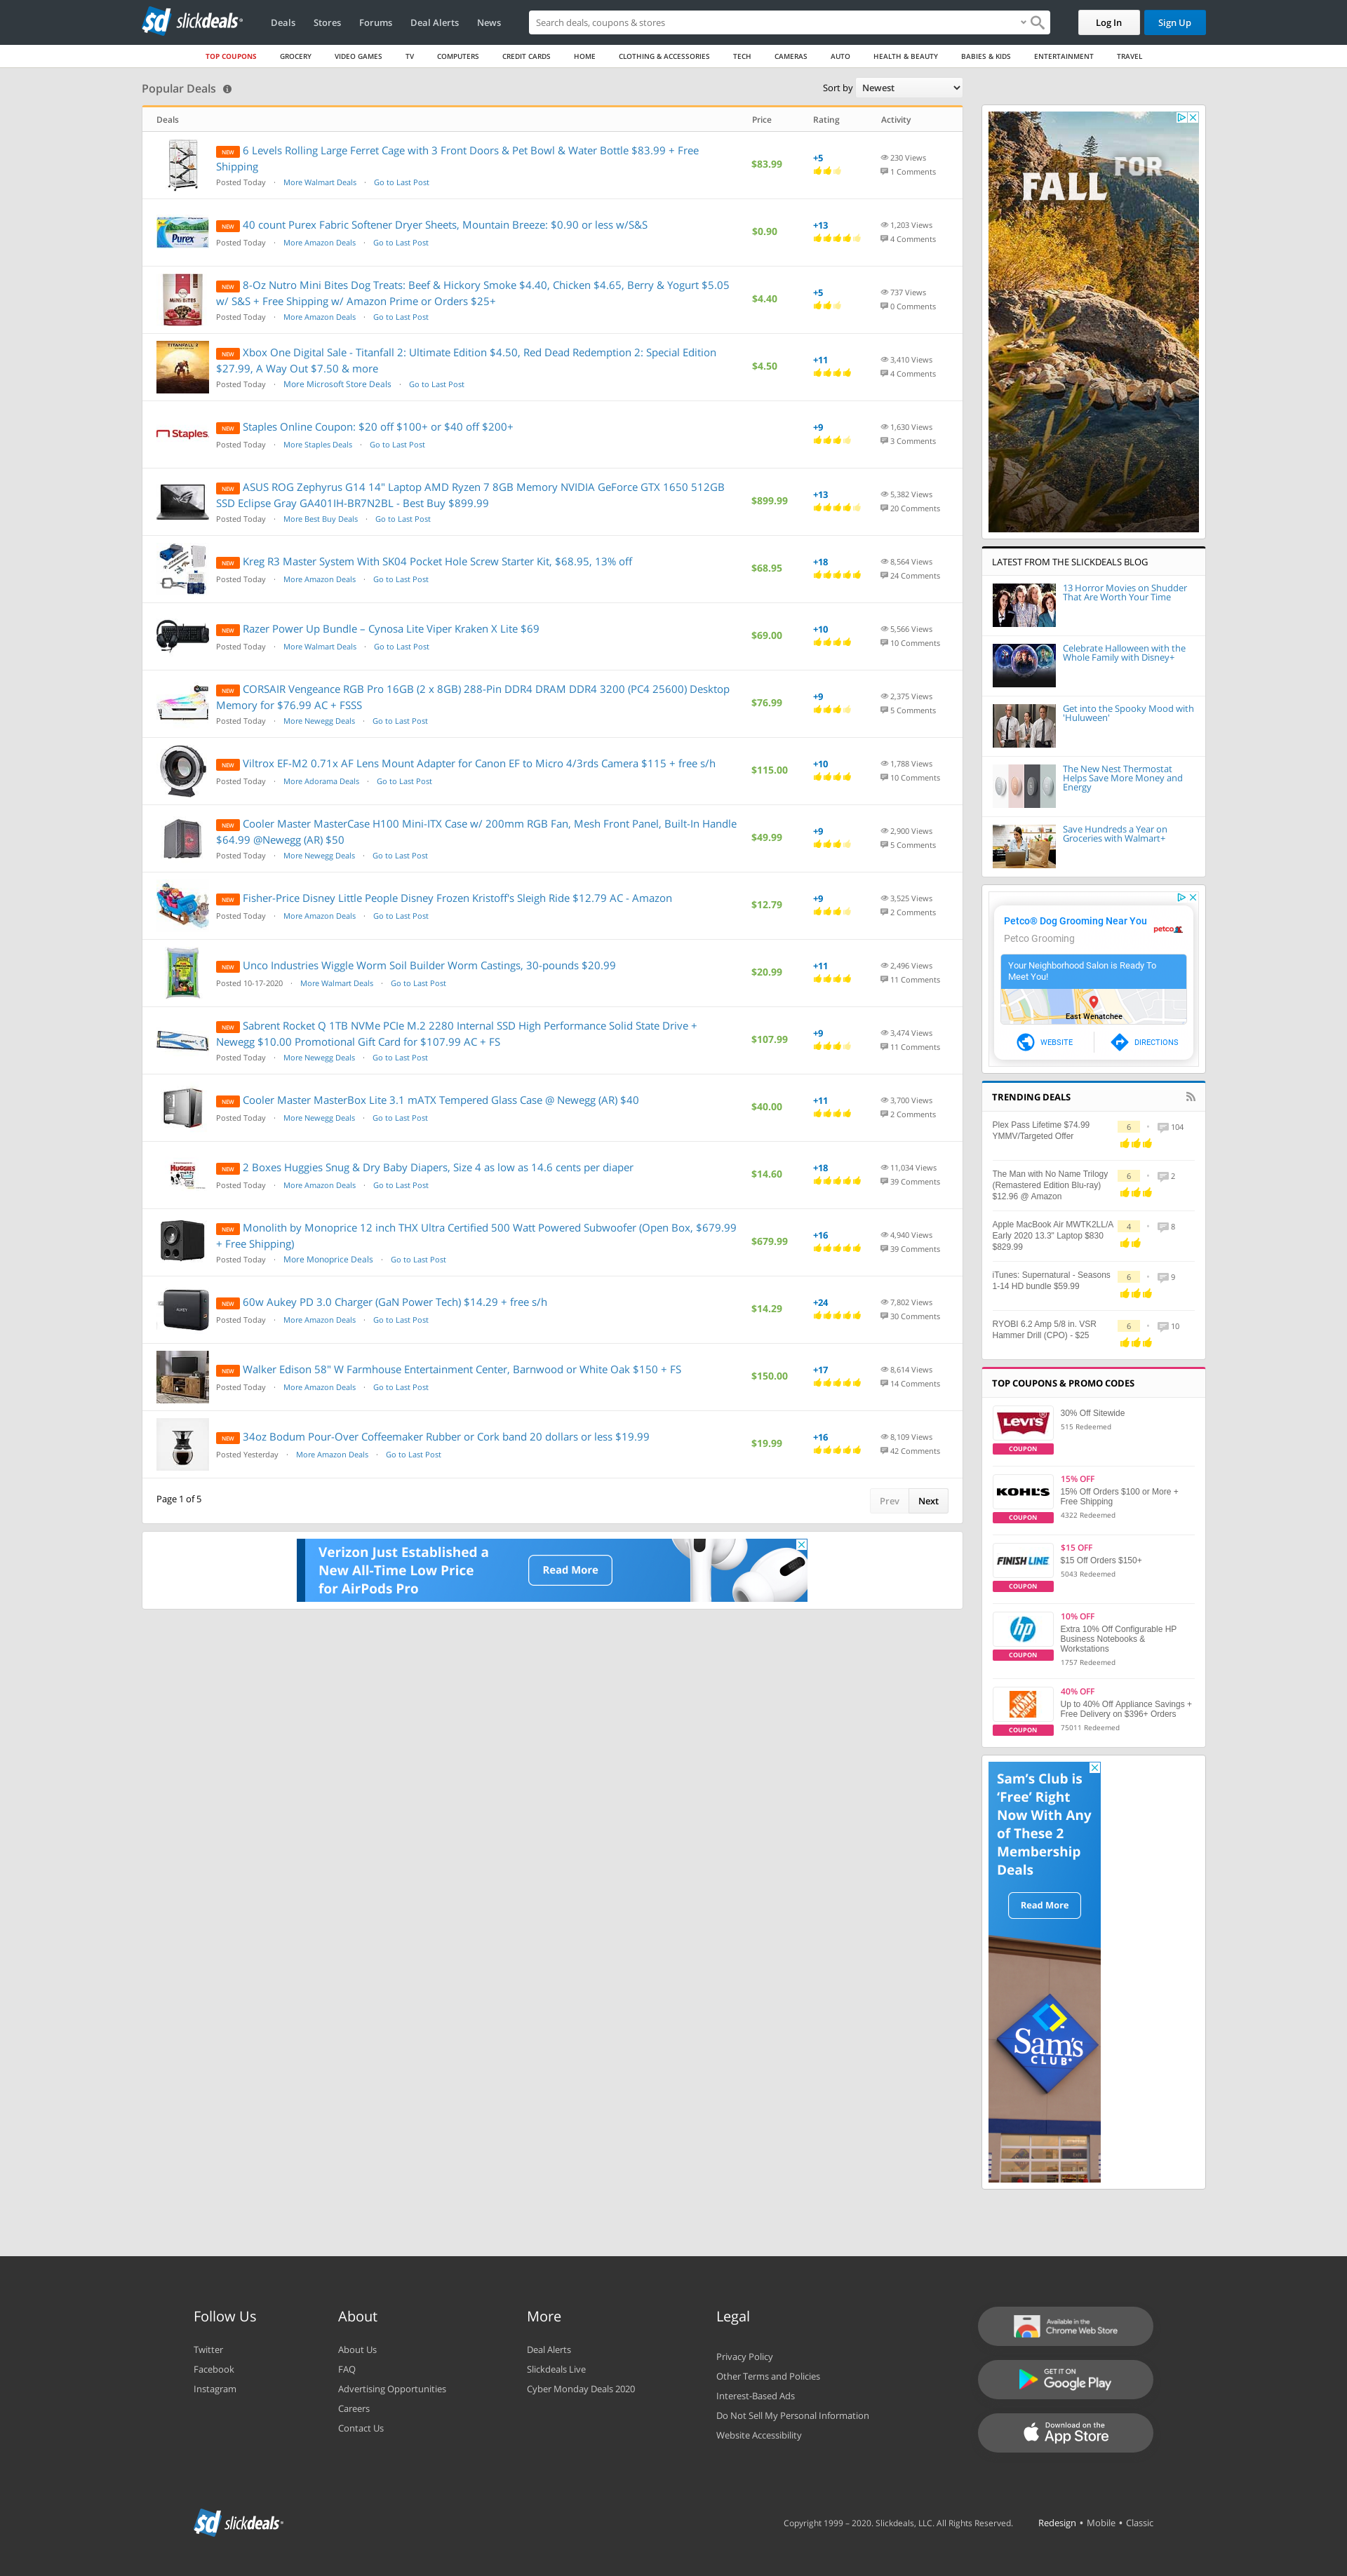 slickdeals
Deals
Stores
Forums
Deal Alerts
News
Search deals, coupons & stores
Log In
Sign Up
TOP COUPONS
GROCERY
VIDEO GAMES
TV
COMPUTERS
CREDIT CARDS
HOME
CLOTHING & ACCESSORIES
TECH
CAMERAS
AUTO
HEALTH & BEAUTY
BABIES & KIDS
ENTERTAINMENT
TRAVEL
Popular Deals
Sort by Newest
Deals Price Rating Activity
NEW 6 Levels Rolling Large Ferret Cage with 3 Front Doors & Pet Bowl & Water Bottle $83.99 + Free
Shipping
Posted Today · More Walmart Deals · Go to Last Post
$83.99
+5
230 Views
1 Comments
NEW 40 count Purex Fabric Softener Dryer Sheets, Mountain Breeze: $0.90 or less w/S&S
Posted Today · More Amazon Deals · Go to Last Post
$0.90
+13
1,203 Views
4 Comments
NEW 8-Oz Nutro Mini Bites Dog Treats: Beef & Hickory Smoke $4.40, Chicken $4.65, Berry & Yogurt $5.05
w/ S&S + Free Shipping w/ Amazon Prime or Orders $25+
Posted Today · More Amazon Deals · Go to Last Post
$4.40
+5
737 Views
0 Comments
NEW Xbox One Digital Sale - Titanfall 2: Ultimate Edition $4.50, Red Dead Redemption 2: Special Edition
$27.99, A Way Out $7.50 & more
Posted Today · More Microsoft Store Deals · Go to Last Post
$4.50
+11
3,410 Views
4 Comments
Staples
NEW Staples Online Coupon: $20 off $100+ or $40 off $200+
Posted Today · More Staples Deals · Go to Last Post
+9
1,630 Views
3 Comments
NEW ASUS ROG Zephyrus G14 14" Laptop AMD Ryzen 7 8GB Memory NVIDIA GeForce GTX 1650 512GB
SSD Eclipse Gray GA401IH-BR7N2BL - Best Buy $899.99
Posted Today · More Best Buy Deals · Go to Last Post
$899.99
+13
5,382 Views
20 Comments
NEW Kreg R3 Master System With SK04 Pocket Hole Screw Starter Kit, $68.95, 13% off
Posted Today · More Amazon Deals · Go to Last Post
$68.95
+18
8,564 Views
24 Comments
NEW Razer Power Up Bundle – Cynosa Lite Viper Kraken X Lite $69
Posted Today · More Walmart Deals · Go to Last Post
$69.00
+10
5,566 Views
10 Comments
NEW CORSAIR Vengeance RGB Pro 16GB (2 x 8GB) 288-Pin DDR4 DRAM DDR4 3200 (PC4 25600) Desktop
Memory for $76.99 AC + FSSS
Posted Today · More Newegg Deals · Go to Last Post
$76.99
+9
2,375 Views
5 Comments
NEW Viltrox EF-M2 0.71x AF Lens Mount Adapter for Canon EF to Micro 4/3rds Camera $115 + free s/h
Posted Today · More Adorama Deals · Go to Last Post
$115.00
+10
1,788 Views
10 Comments
NEW Cooler Master MasterCase H100 Mini-ITX Case w/ 200mm RGB Fan, Mesh Front Panel, Built-In Handle
$64.99 @Newegg (AR) $50
Posted Today · More Newegg Deals · Go to Last Post
$49.99
+9
2,900 Views
5 Comments
NEW Fisher-Price Disney Little People Disney Frozen Kristoff's Sleigh Ride $12.79 AC - Amazon
Posted Today · More Amazon Deals · Go to Last Post
$12.79
+9
3,525 Views
2 Comments
NEW Unco Industries Wiggle Worm Soil Builder Worm Castings, 30-pounds $20.99
Posted 10-17-2020 · More Walmart Deals · Go to Last Post
$20.99
+11
2,496 Views
11 Comments
NEW Sabrent Rocket Q 1TB NVMe PCIe M.2 2280 Internal SSD High Performance Solid State Drive +
Newegg $10.00 Promotional Gift Card for $107.99 AC + FS
Posted Today · More Newegg Deals · Go to Last Post
$107.99
+9
3,474 Views
11 Comments
NEW Cooler Master MasterBox Lite 3.1 mATX Tempered Glass Case @ Newegg (AR) $40
Posted Today · More Newegg Deals · Go to Last Post
$40.00
+11
3,700 Views
2 Comments
NEW 2 Boxes Huggies Snug & Dry Baby Diapers, Size 4 as low as 14.6 cents per diaper
Posted Today · More Amazon Deals · Go to Last Post
$14.60
+18
11,034 Views
39 Comments
NEW Monolith by Monoprice 12 inch THX Ultra Certified 500 Watt Powered Subwoofer (Open Box, $679.99
+ Free Shipping)
Posted Today · More Monoprice Deals · Go to Last Post
$679.99
+16
4,940 Views
39 Comments
NEW 60w Aukey PD 3.0 Charger (GaN Power Tech) $14.29 + free s/h
Posted Today · More Amazon Deals · Go to Last Post
$14.29
+24
7,802 Views
30 Comments
NEW Walker Edison 58" W Farmhouse Entertainment Center, Barnwood or White Oak $150 + FS
Posted Today · More Amazon Deals · Go to Last Post
$150.00
+17
8,614 Views
14 Comments
NEW 34oz Bodum Pour-Over Coffeemaker Rubber or Cork band 20 dollars or less $19.99
Posted Yesterday · More Amazon Deals · Go to Last Post
$19.99
+16
8,109 Views
42 Comments
Page 1 of 5
Prev
Next
Verizon Just Established a
New All-Time Low Price
for AirPods Pro
Read More
FALL FOR
LATEST FROM THE SLICKDEALS BLOG
13 Horror Movies on Shudder
That Are Worth Your Time
Celebrate Halloween with the
Whole Family with Disney+
Get into the Spooky Mood with
'Huluween'
The New Nest Thermostat
Helps Save More Money and
Energy
Save Hundreds a Year on
Groceries with Walmart+
Petco® Dog Grooming Near You
Petco Grooming
petco
Your Neighborhood Salon is Ready To
Meet You!
East Wenatchee
WEBSITE
DIRECTIONS
TRENDING DEALS
Plex Pass Lifetime $74.99
YMMV/Targeted Offer
6 · 104
The Man with No Name Trilogy
(Remastered Edition Blu-ray)
$12.96 @ Amazon
6 · 2
Apple MacBook Air MWTK2LL/A
Early 2020 13.3" Laptop $830
$829.99
4 · 8
iTunes: Supernatural - Seasons
1-14 HD bundle $59.99
6 · 9
RYOBI 6.2 Amp 5/8 in. VSR
Hammer Drill (CPO) - $25
6 · 10
TOP COUPONS & PROMO CODES
LEVI'S
COUPON
30% Off Sitewide
515 Redeemed
KOHL'S
COUPON
15% OFF
15% Off Orders $100 or More +
Free Shipping
4322 Redeemed
FINISH LINE
COUPON
$15 OFF
$15 Off Orders $150+
5043 Redeemed
hp
COUPON
10% OFF
Extra 10% Off Configurable HP
Business Notebooks &
Workstations
1757 Redeemed
THE HOME DEPOT
COUPON
40% OFF
Up to 40% Off Appliance Savings +
Free Delivery on $396+ Orders
75011 Redeemed
Sam's Club is
'Free' Right
Now With Any
of These 2
Membership
Deals
Read More
Sam's
CLUB
Follow Us
Twitter
Facebook
Instagram
About
About Us
FAQ
Advertising Opportunities
Careers
Contact Us
More
Deal Alerts
Slickdeals Live
Cyber Monday Deals 2020
Legal
Privacy Policy
Other Terms and Policies
Interest-Based Ads
Do Not Sell My Personal Information
Website Accessibility
Available in the
Chrome Web Store
GET IT ON
Google Play
Download on the
App Store
slickdeals
Copyright 1999 – 2020. Slickdeals, LLC. All Rights Reserved.
Redesign • Mobile • Classic